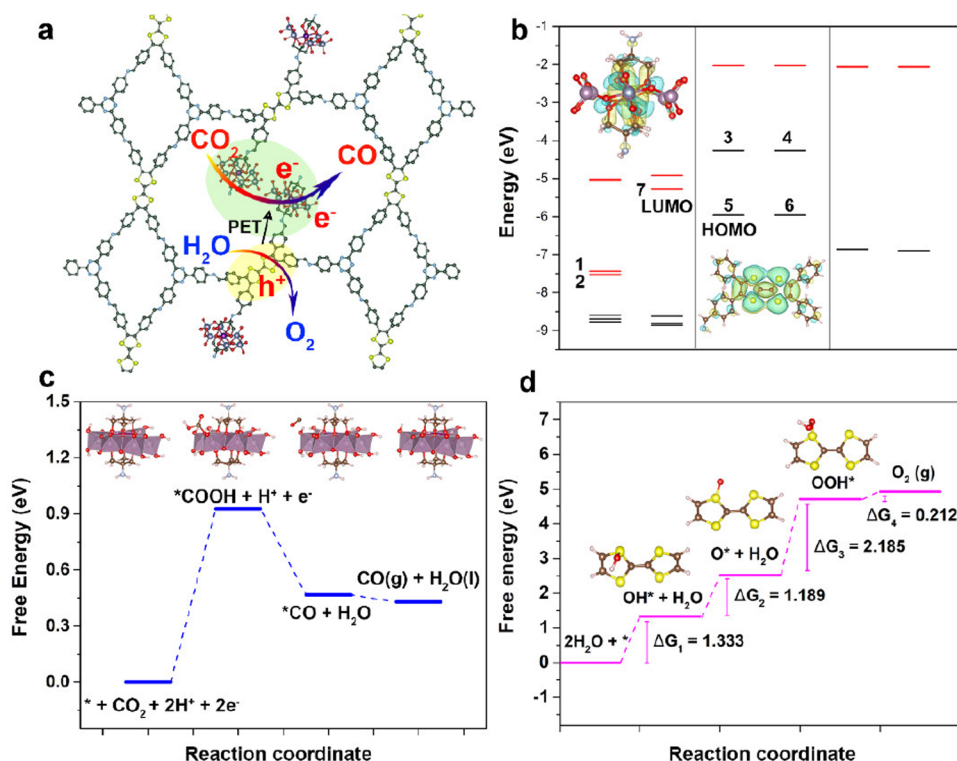 a
CO₂
CO
e⁻
e⁻
PET
H₂O
h⁺
O₂
b
Energy (eV)
-1
-2
-3
-4
-5
-6
-7
-8
-9
1
2
7
LUMO
3
4
5
6
HOMO
c
Free Energy (eV)
1.5
1.2
0.9
0.6
0.3
0.0
*COOH + H⁺ + e⁻
CO(g) + H₂O(l)
*CO + H₂O
* + CO₂ + 2H⁺ + 2e⁻
Reaction coordinate
d
Free energy (eV)
7
6
5
4
3
2
1
0
-1
OOH*
O₂ (g)
ΔG₄ = 0.212
O* + H₂O
ΔG₃ = 2.185
OH* + H₂O
ΔG₂ = 1.189
2H₂O + *
ΔG₁ = 1.333
Reaction coordinate